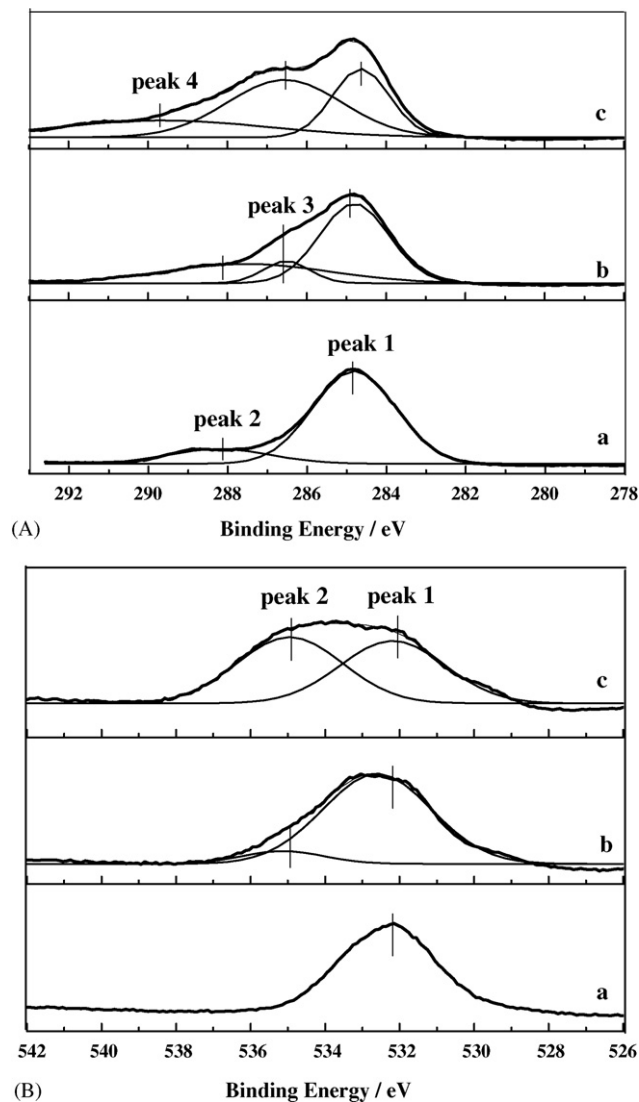 peak 4
c
peak 3
b
peak 1
peak 2
a
292 290 288 286 284 282 280 278
(A) Binding Energy / eV
peak 2 peak 1
c
b
a
542 540 538 536 534 532 530 528 526
(B) Binding Energy / eV